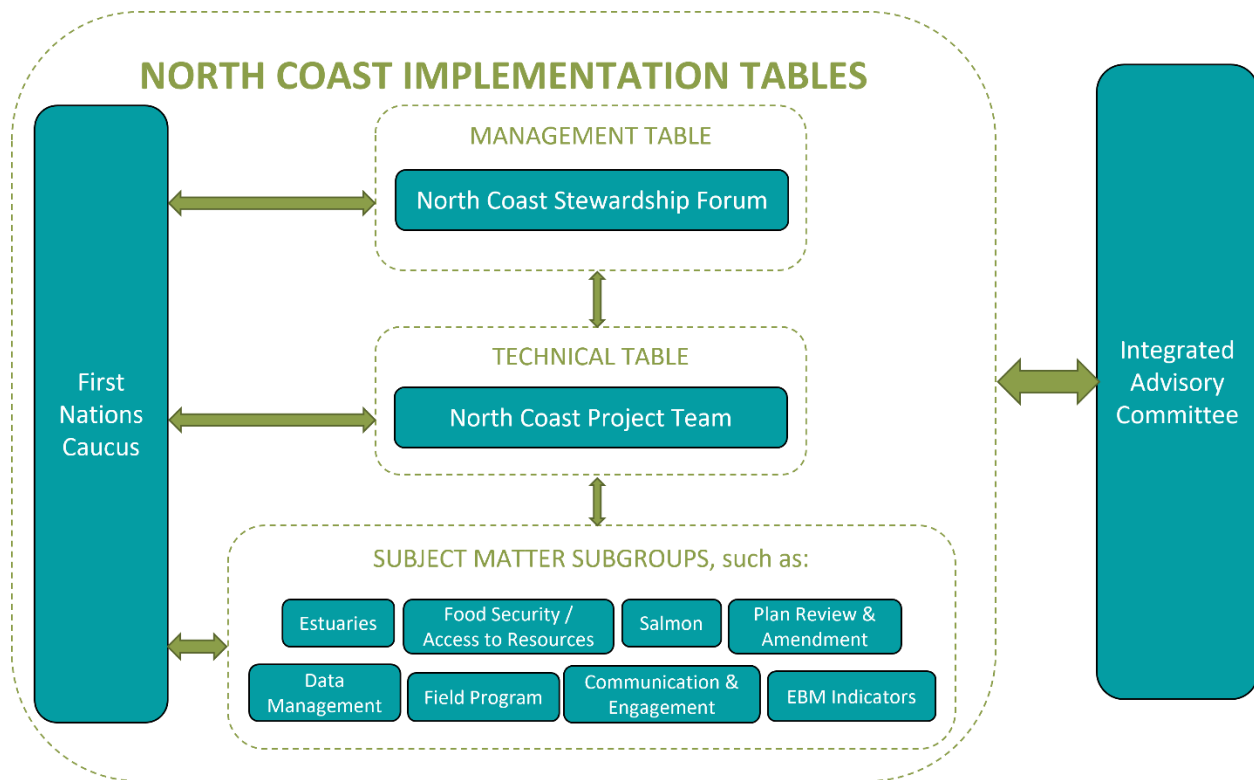 NORTH COAST IMPLEMENTATION TABLES
First
Nations
Caucus
MANAGEMENT TABLE
North Coast Stewardship Forum
TECHNICAL TABLE
North Coast Project Team
SUBJECT MATTER SUBGROUPS, such as:
Estuaries
Food Security /
Access to Resources
Salmon
Plan Review &
Amendment
Data
Management
Field Program
Communication &
Engagement
EBM Indicators
Integrated
Advisory
Committee